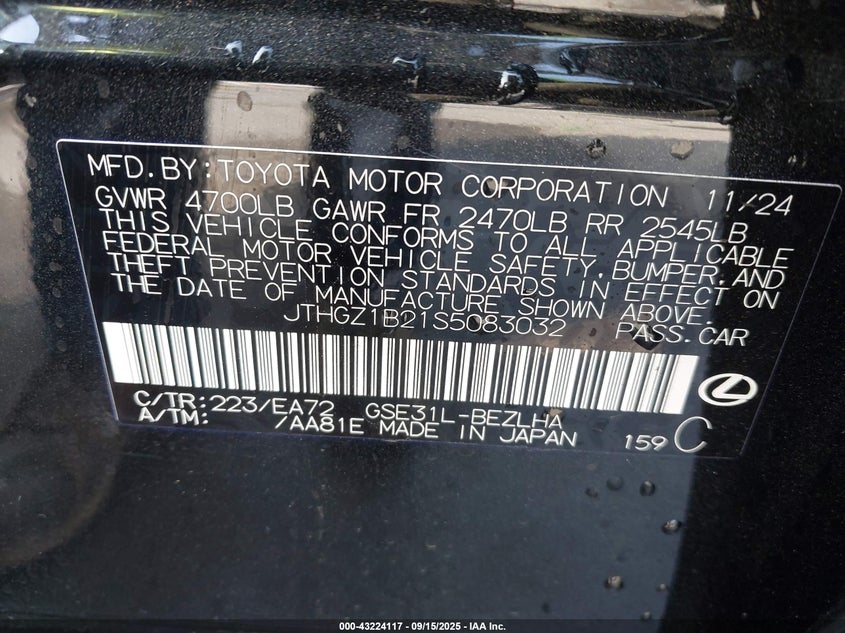 MFD.BY:TOYOTA MOTOR CORPORATION 11/24
GVWR 4700LB GAWR FR 2470LB RR 2545LB
THIS VEHICLE CONFORMS TO ALL APPLICABLE
FEDERAL MOTOR VEHICLE SAFETY,BUMPER,AND
THEFT PREVENTION STANDARDS IN EFFECT ON
THE DATE OF MANUFACTURE SHOWN ABOVE.
JTHGZ1B21S5083032 PASS.CAR
C/TR:223/EA72 GSE31L-BEZLHA
A/TM: /AA81E MADE IN JAPAN 159 C
000-43224117 - 09/15/2025 - IAA Inc.